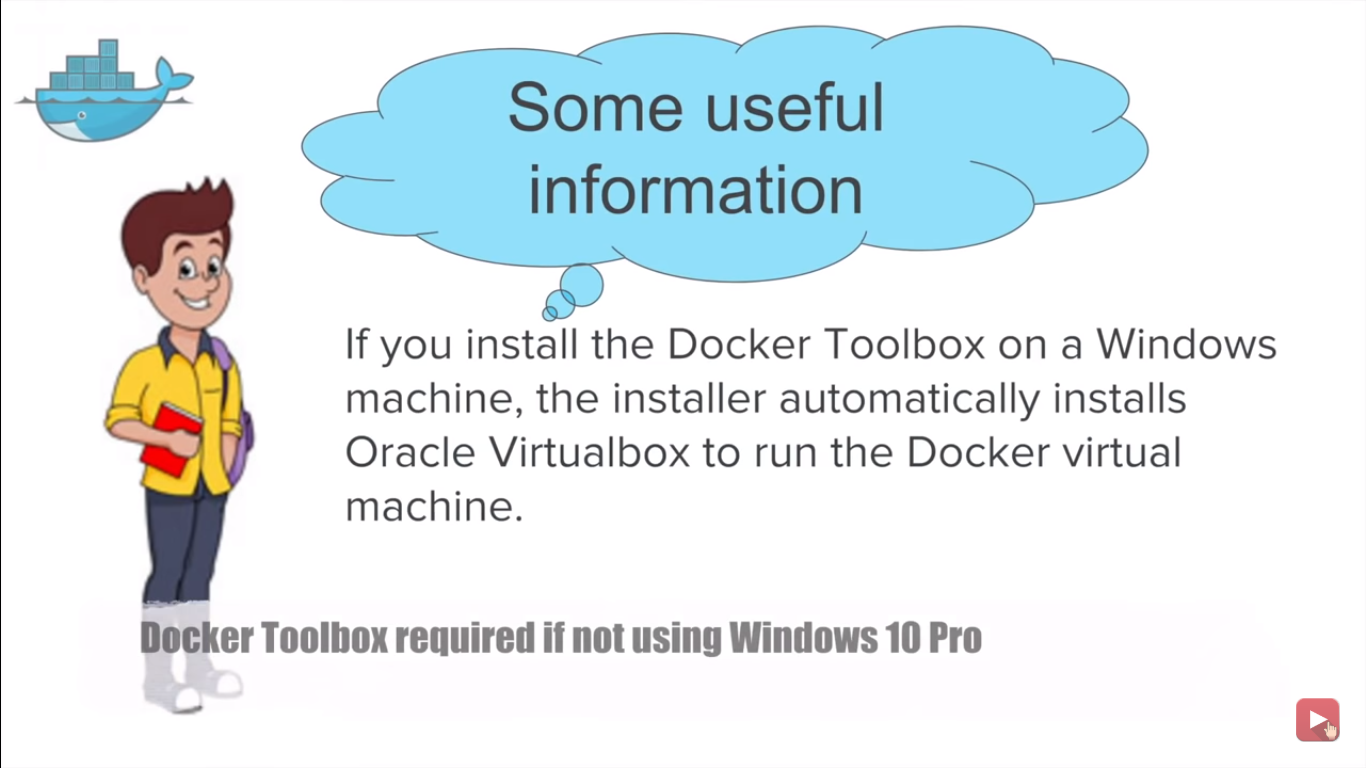 Some useful
information
If you install the Docker Toolbox on a Windows
machine, the installer automatically installs
Oracle Virtualbox to run the Docker virtual
machine.
Docker Toolbox required if not using Windows 10 Pro